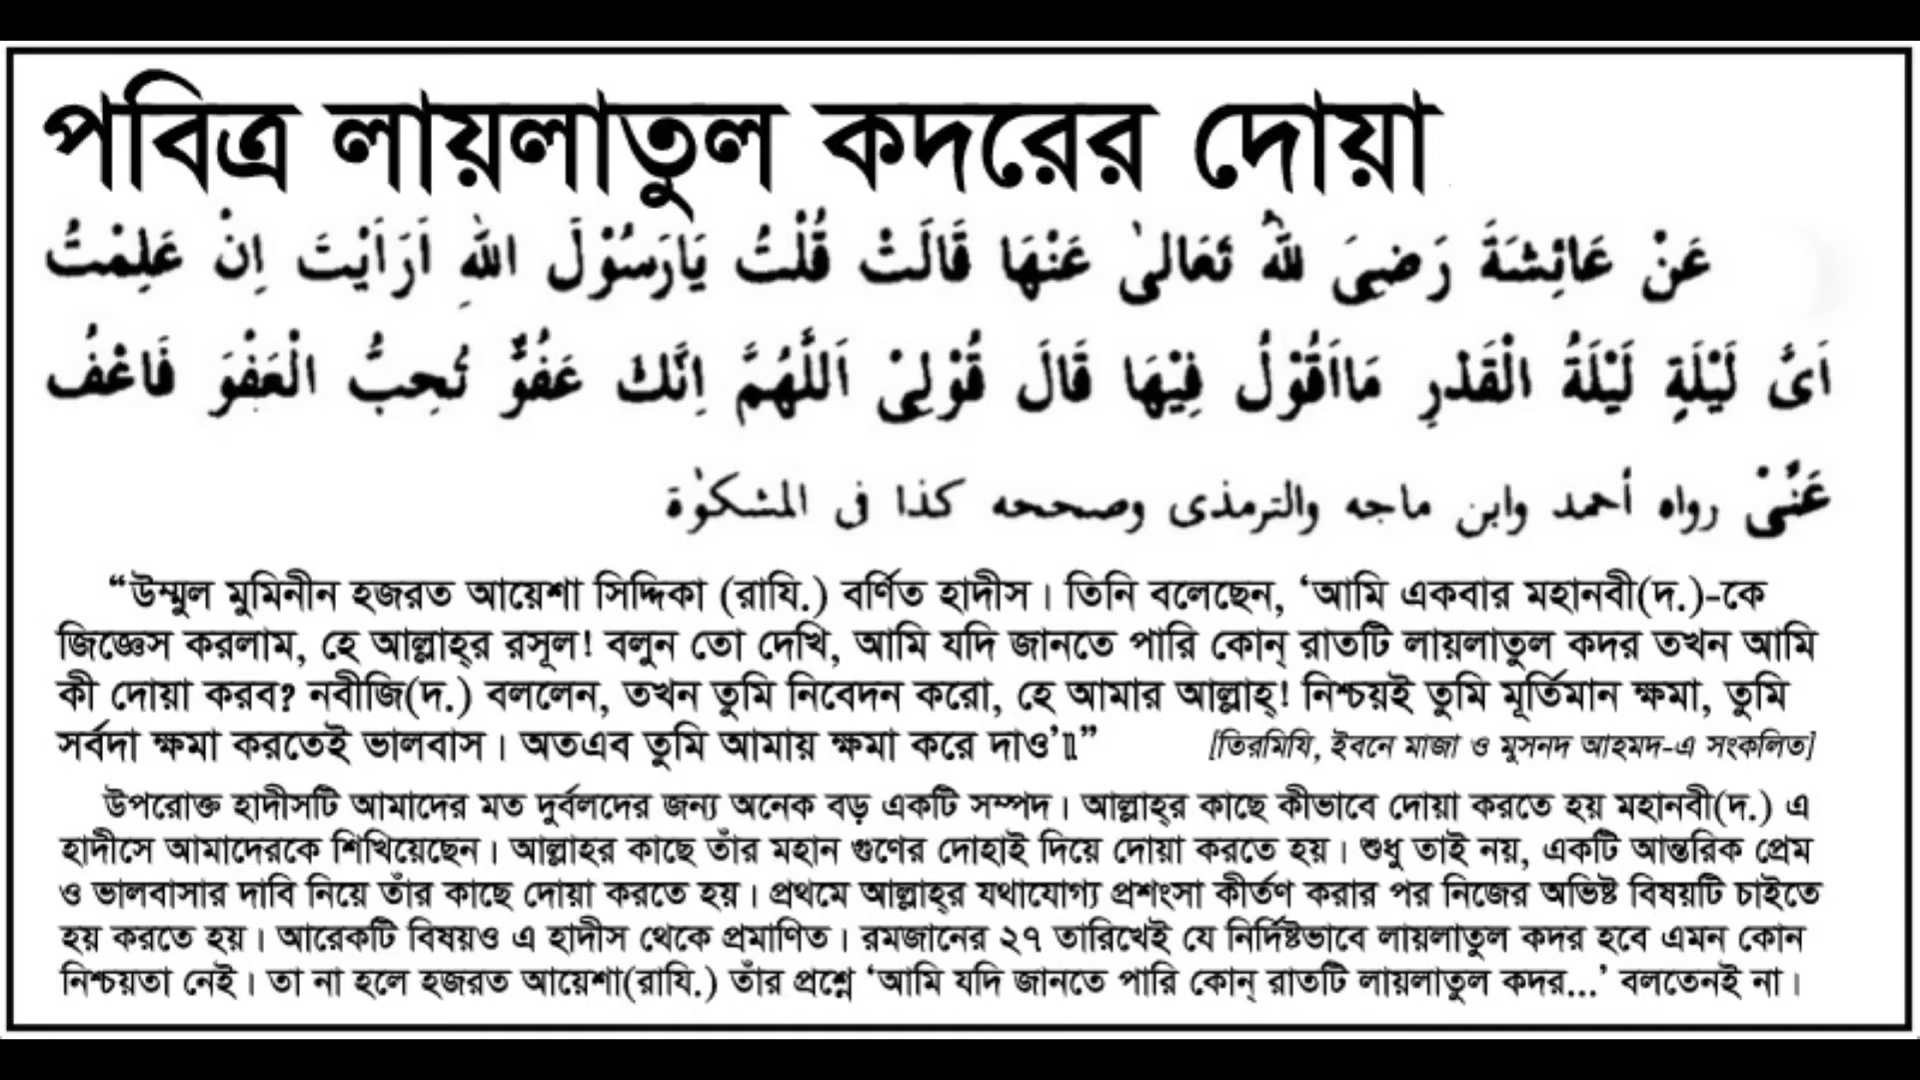 পবিত্র লায়লাতুল কদরের দোয়া
عَنْ عَائِشَةَ رَضِىَ للهُ تَعَالىٰ عَنْهَا قَالَتْ قُلْتُ يَارَسُوْلَ اللهِ اَرَاَيْتَ اِنْ عَلِمْتُ
اَىُّ لَيْلَةٍ لَيْلَةُ الْقَدْرِ مَااَقُوْلُ فِيْهَا قَالَ قُوْلِىْ اَللّٰهُمَّ اِنَّكَ عَفُوٌّ تُحِبُّ الْعَفْوَ فَاعْفُ
عَنِّىْ رواه أحمد وابن ماجه والترمذى وصححه كذا فى المشكوٰة
“উম্মুল মুমিনীন হজরত আয়েশা সিদ্দিকা (রাযি.) বর্ণিত হাদীস। তিনি বলেছেন, ‘আমি একবার মহানবী(দ.)-কে
জিজ্ঞেস করলাম, হে আল্লাহ্‌র রসূল! বলুন তো দেখি, আমি যদি জানতে পারি কোন্ রাতটি লায়লাতুল কদর তখন আমি
কী দোয়া করব? নবীজি(দ.) বললেন, তখন তুমি নিবেদন করো, হে আমার আল্লাহ্! নিশ্চয়ই তুমি মূর্তিমান ক্ষমা, তুমি
সর্বদা ক্ষমা করতেই ভালবাস। অতএব তুমি আমায় ক্ষমা করে দাও’।” [তিরমিযি, ইবনে মাজা ও মুসনদ আহমদ-এ সংকলিত]
উপরোক্ত হাদীসটি আমাদের মত দুর্বলদের জন্য অনেক বড় একটি সম্পদ। আল্লাহ্‌র কাছে কীভাবে দোয়া করতে হয় মহানবী(দ.) এ
হাদীসে আমাদেরকে শিখিয়েছেন। আল্লাহর কাছে তাঁর মহান গুণের দোহাই দিয়ে দোয়া করতে হয়। শুধু তাই নয়, একটি আন্তরিক প্রেম
ও ভালবাসার দাবি নিয়ে তাঁর কাছে দোয়া করতে হয়। প্রথমে আল্লাহ্‌র যথাযোগ্য প্রশংসা কীর্তণ করার পর নিজের অভিষ্ট বিষয়টি চাইতে
হয় করতে হয়। আরেকটি বিষয়ও এ হাদীস থেকে প্রমাণিত। রমজানের ২৭ তারিখেই যে নির্দিষ্টভাবে লায়লাতুল কদর হবে এমন কোন
নিশ্চয়তা নেই। তা না হলে হজরত আয়েশা(রাযি.) তাঁর প্রশ্নে ‘আমি যদি জানতে পারি কোন্ রাতটি লায়লাতুল কদর...’ বলতেনই না।